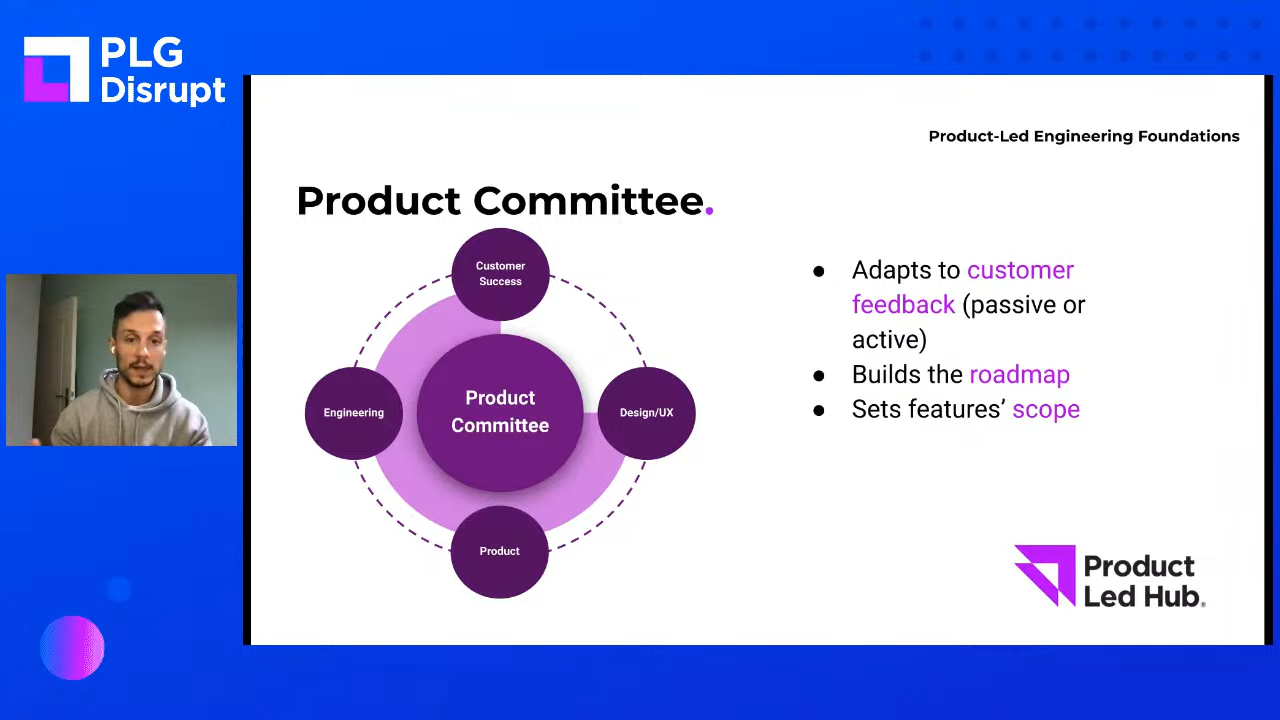 PLG
Disrupt
Product-Led Engineering Foundations
Product Committee.
Customer
Success
Engineering
Product
Committee
Design/UX
Product
● Adapts to customer
feedback (passive or
active)
● Builds the roadmap
● Sets features’ scope
Product
Led Hub®